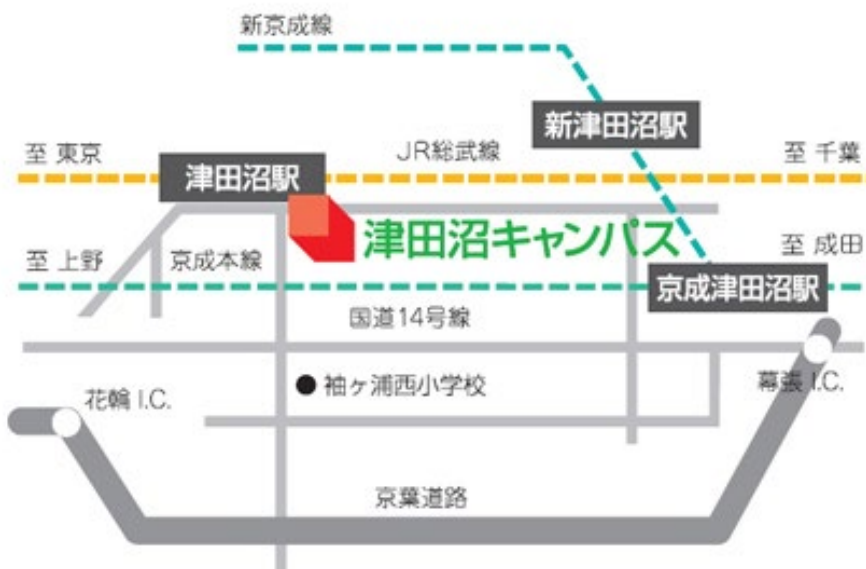 新京成線
新津田沼駅
至 東京
津田沼駅
JR総武線
至 千葉
津田沼キャンパス
至 上野
京成本線
至 成田
京成津田沼駅
国道14号線
袖ヶ浦西小学校
花輪 I.C.
幕張 I.C.
京葉道路